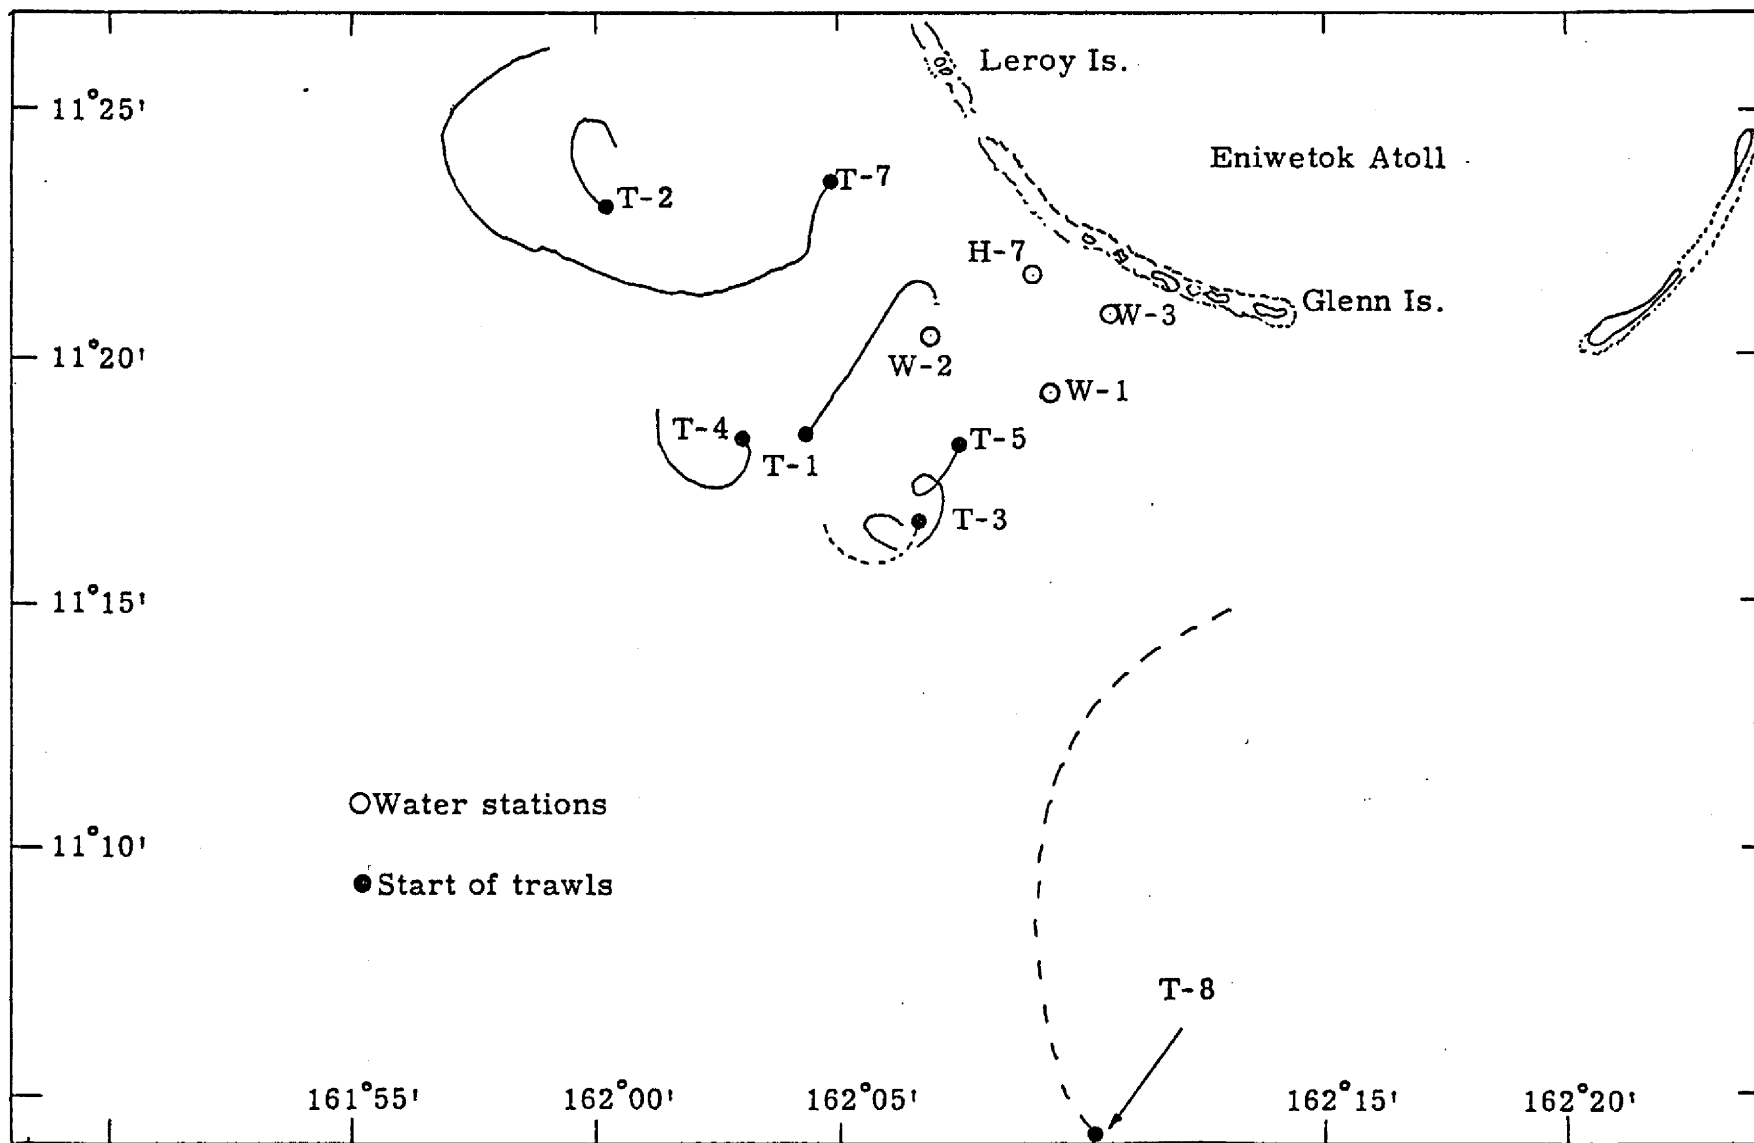 Leroy Is.
11°25'
Eniwetok Atoll
T-7
T-2
H-7
Glenn Is.
W-3
11°20'
W-2
W-1
T-4
T-5
T-1
T-3
11°15'
Water stations
11°10'
Start of trawls
T-8
161°55' 162°00' 162°05' 162°15' 162°20'